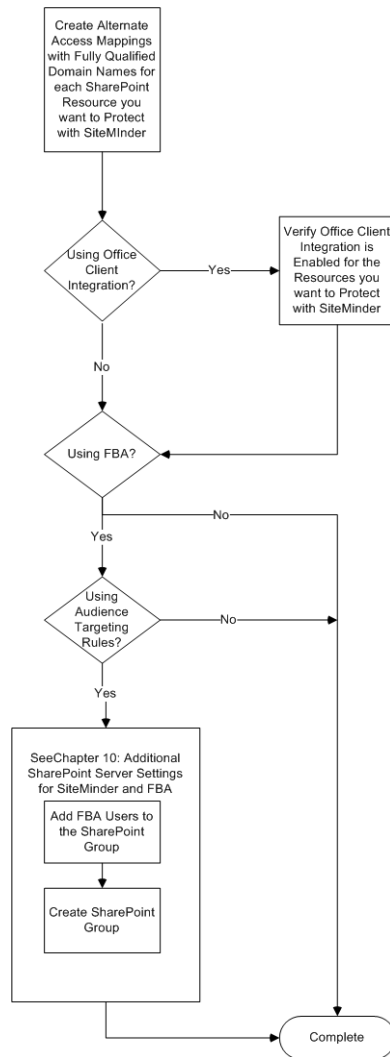 Create Alternate
Access Mappings
with Fully Qualified
Domain Names for
each SharePoint
Resource you
want to Protect
with SiteMInder
Using Office
Client
Integration?
Yes
Verify Office Client
Integration is
Enabled for the
Resources you
want to Protect
with SiteMinder
No
Using FBA?
No
Yes
Using
Audience
Targeting
Rules?
No
Yes
SeeChapter 10: Additional
SharePoint Server Settings
for SiteMinder and FBA
Add FBA Users to
the SharePoint
Group
Create SharePoint
Group
Complete